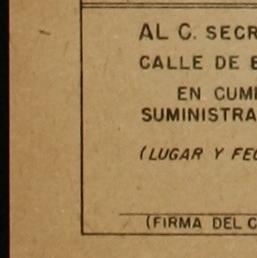 AL C. SECR
CALLE DE E
EN CUM
SUMINISTRA
(LUGAR Y FEC
(FIRMA DEL C